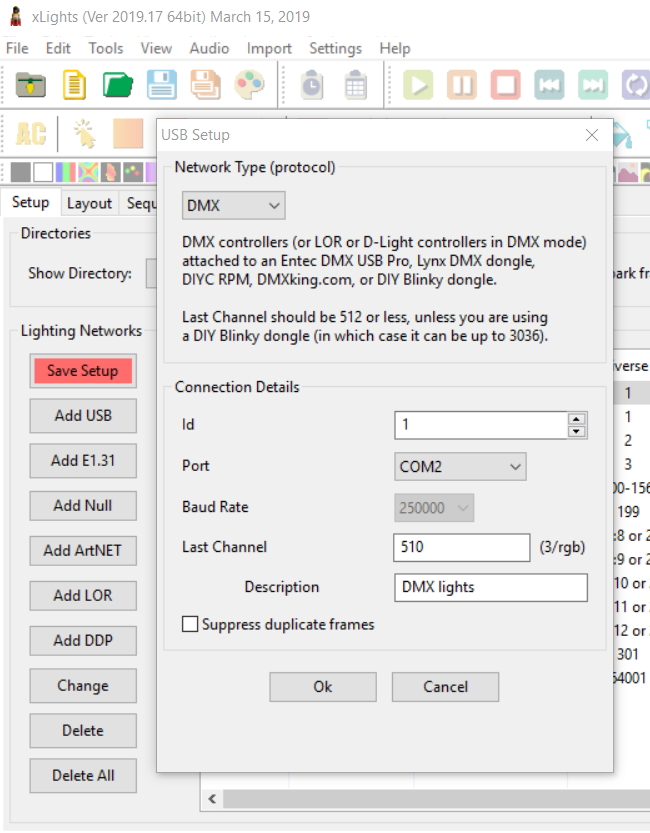 xLights (Ver 2019.17 64bit) March 15, 2019
File Edit Tools View Audio Import Settings Help
AC
USB Setup
Setup Layout Sequ
Directories
Show Directory:
ark fr
Lighting Networks
Save Setup
Add USB
Add E1.31
Add Null
Add ArtNET
Add LOR
Add DDP
Change
Delete
Delete All
Network Type (protocol)
DMX
DMX controllers (or LOR or D-Light controllers in DMX mode)
attached to an Entec DMX USB Pro, Lynx DMX dongle,
DIYC RPM, DMXking.com, or DIY Blinky dongle.
Last Channel should be 512 or less, unless you are using
a DIY Blinky dongle (in which case it can be up to 3036).
Connection Details
Id 1
Port COM2
Baud Rate 250000
Last Channel 510 (3/rgb)
Description DMX lights
Suppress duplicate frames
Ok Cancel
verse
1
1
2
3
00-156
199
:8 or 2
:9 or 2
10 or
11 or
12 or
301
64001